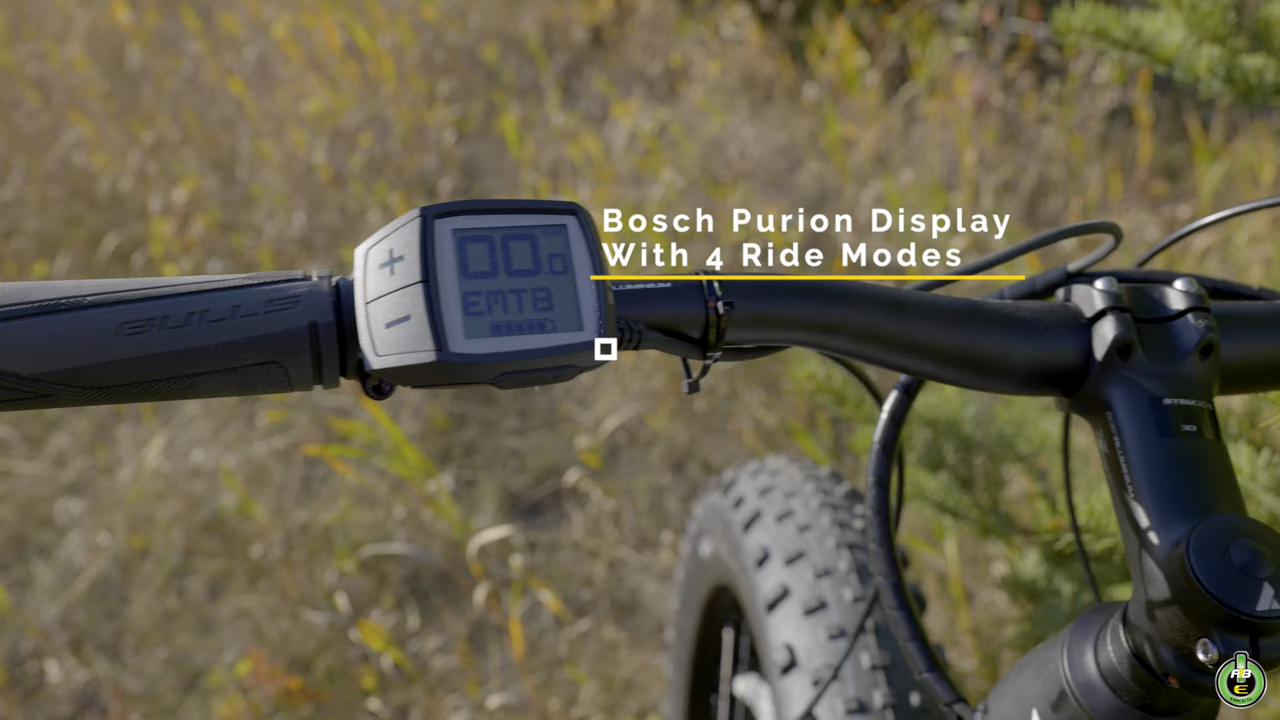 Bosch Purion Display
With 4 Ride Modes
00.0
EMTB
BULLS